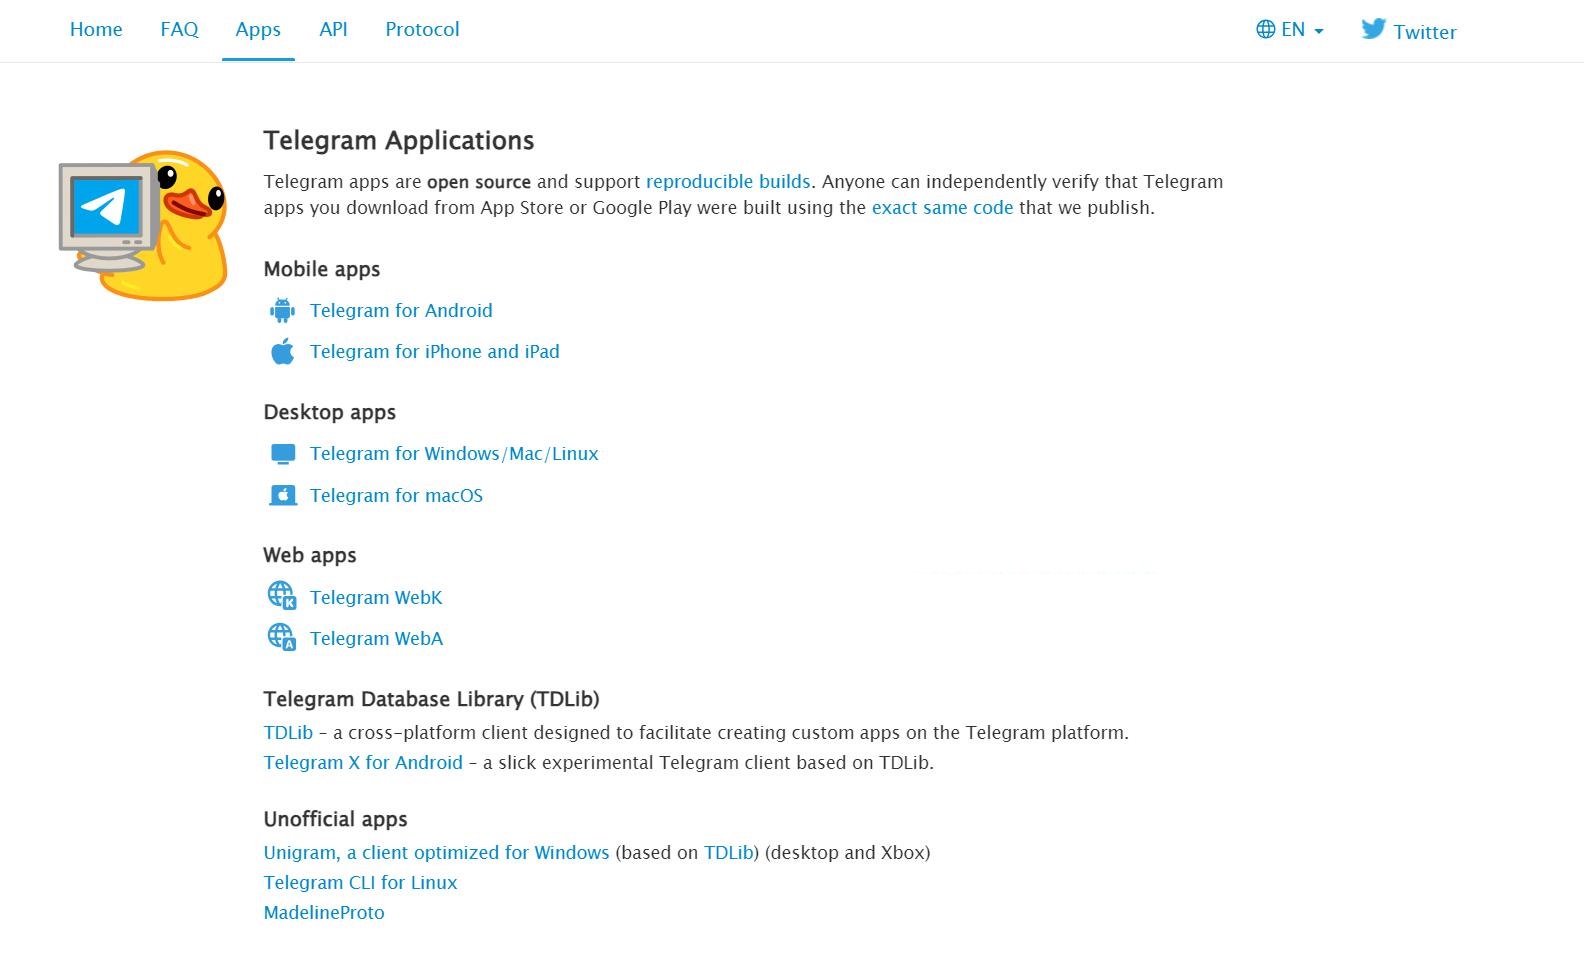 Home FAQ Apps API Protocol EN Twitter
Telegram Applications
Telegram apps are open source and support reproducible builds. Anyone can independently verify that Telegram
apps you download from App Store or Google Play were built using the exact same code that we publish.
Mobile apps
Telegram for Android
Telegram for iPhone and iPad
Desktop apps
Telegram for Windows/Mac/Linux
Telegram for macOS
Web apps
K Telegram WebK
A Telegram WebA
Telegram Database Library (TDLib)
TDLib – a cross-platform client designed to facilitate creating custom apps on the Telegram platform.
Telegram X for Android – a slick experimental Telegram client based on TDLib.
Unofficial apps
Unigram, a client optimized for Windows (based on TDLib) (desktop and Xbox)
Telegram CLI for Linux
MadelineProto